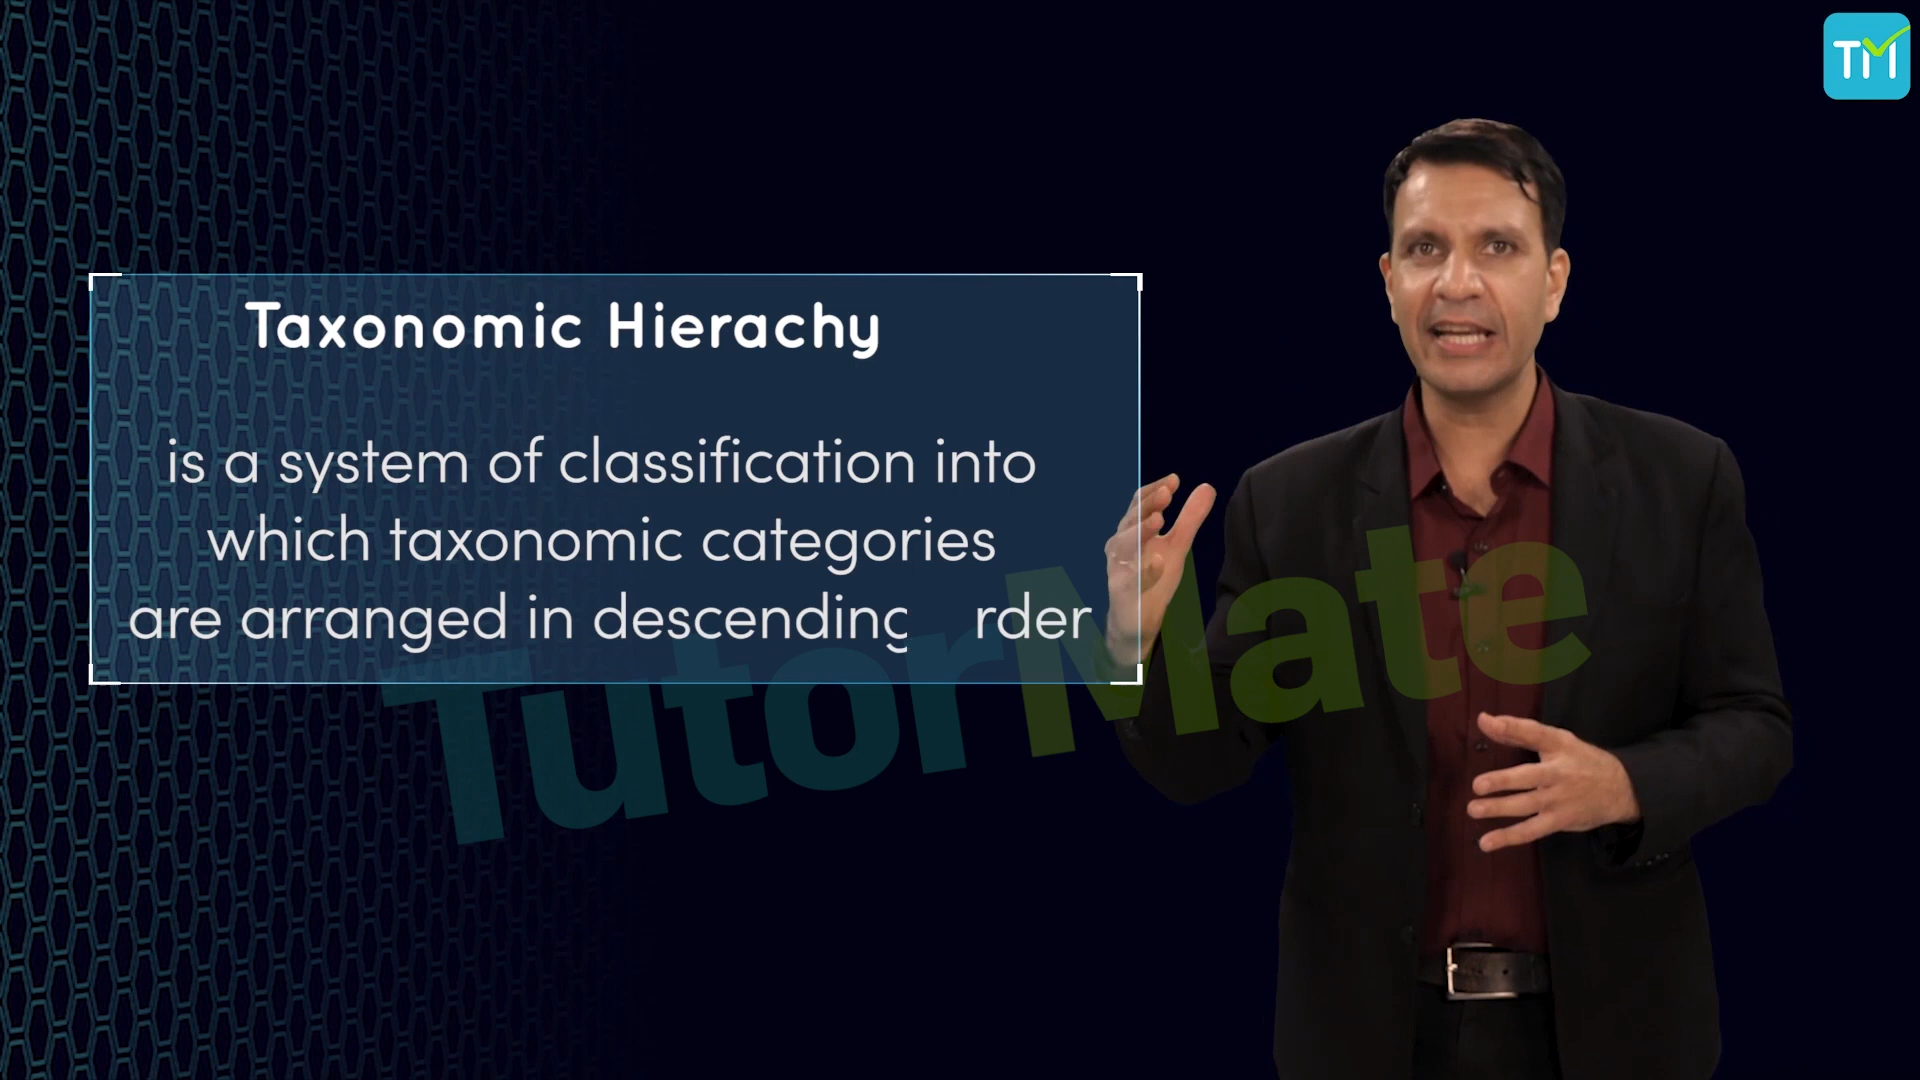 TM
Taxonomic Hierachy
is a system of classification into
which taxonomic categories
are arranged in descending rder
TutorMate